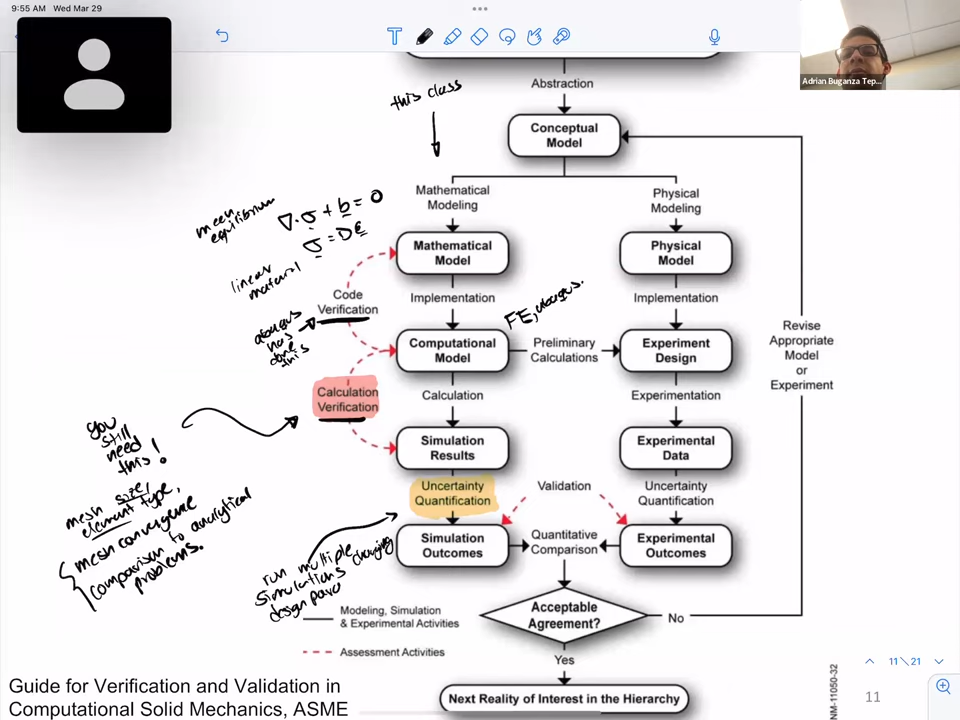 9:55 AM Wed Mar 29
Adrian Buganza Tep...
this class
Abstraction
Conceptual
Model
Mathematical
Modeling
Physical
Modeling
mech
equilibrium
∇·σ + b = 0
σ = Dε
linear
material
Mathematical
Model
Physical
Model
Code
Verification
abaqus
has
done
this
Implementation
Implementation
FE, abaqus.
Computational
Model
Preliminary
Calculations
Experiment
Design
Revise
Appropriate
Model
or
Experiment
Calculation
Verification
Calculation
Experimentation
you
still
need
this!
mesh size,
element type,
mesh convergence
comparison to analytical
problems.
Simulation
Results
Experimental
Data
Uncertainty
Quantification
Validation
Uncertainty
Quantification
Simulation
Outcomes
Quantitative
Comparison
Experimental
Outcomes
run multiple
simulations changing
design
Modeling, Simulation
& Experimental Activities
Assessment Activities
Acceptable
Agreement?
No
Yes
Next Reality of Interest in the Hierarchy
Guide for Verification and Validation in
Computational Solid Mechanics, ASME
NM-11050-32
11\21
11